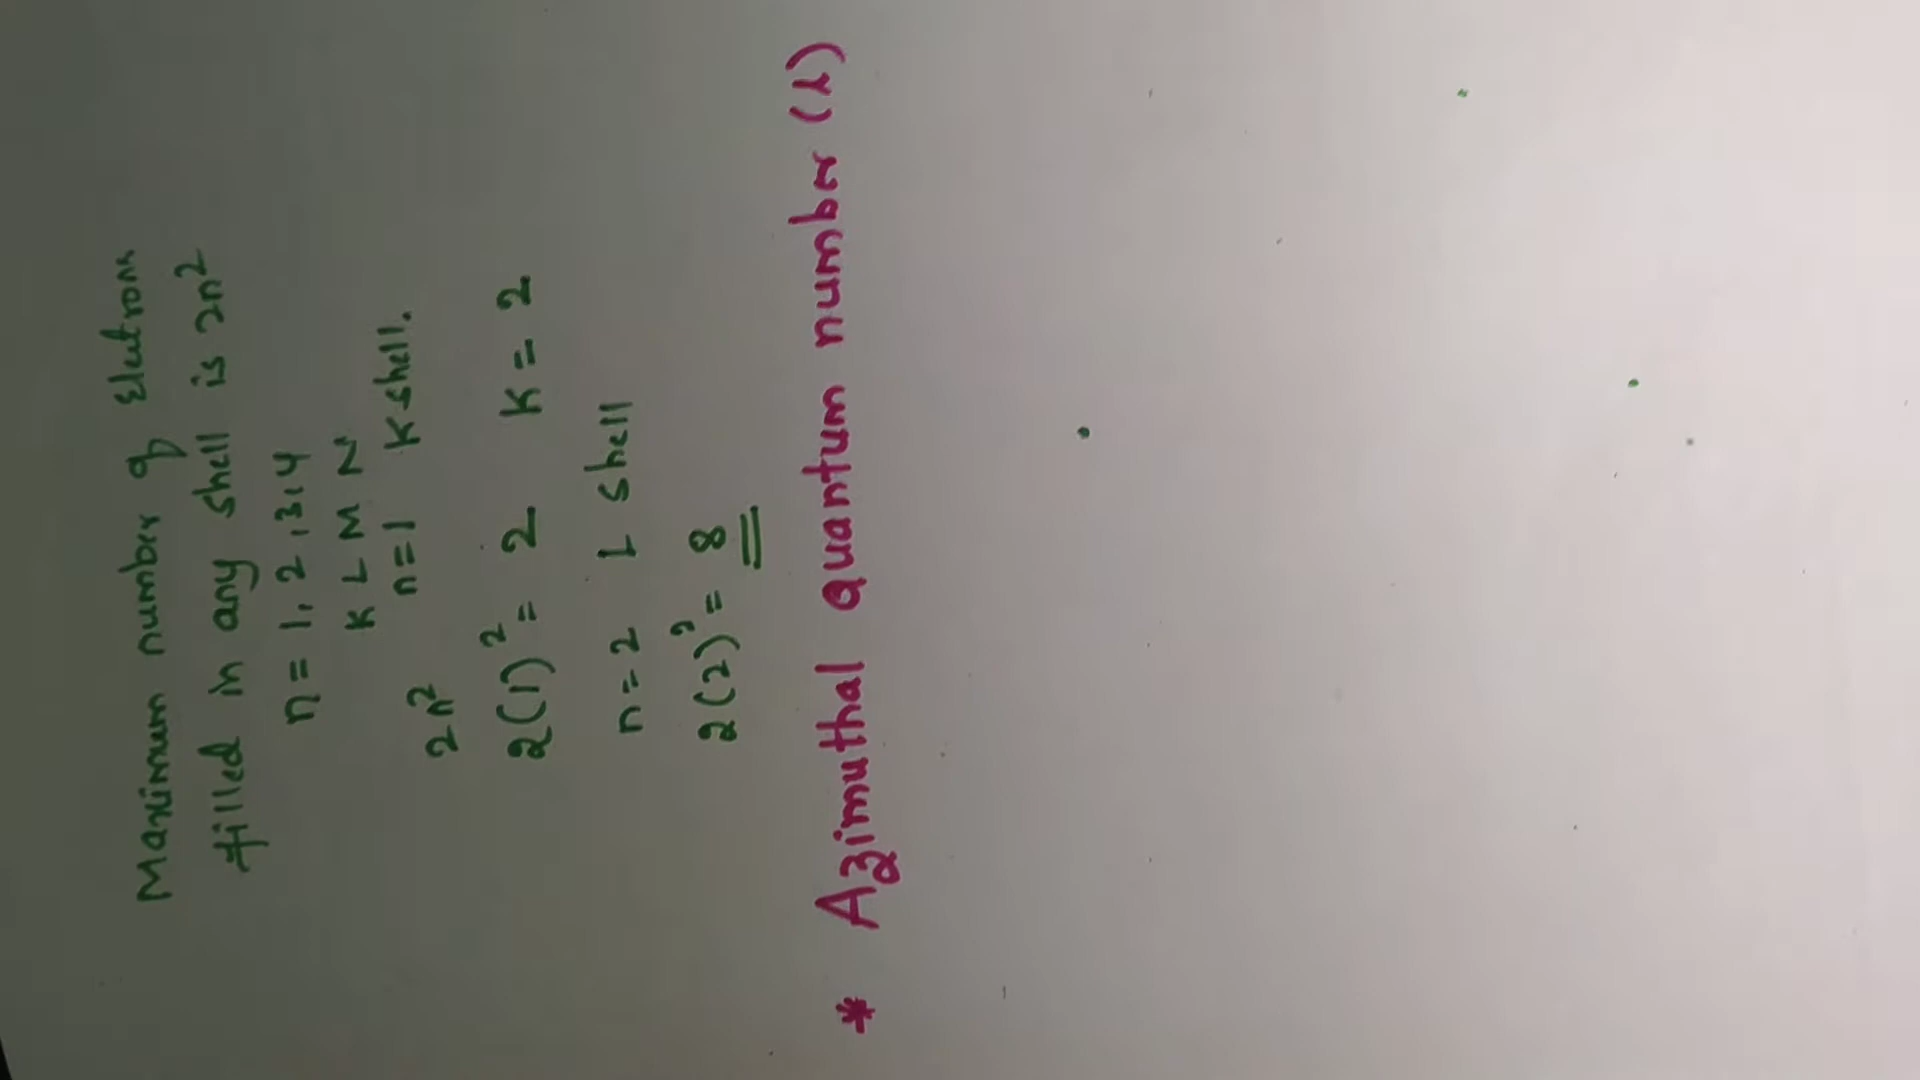 Maximum number of Electrons
filled in any shell is 2n²
n = 1, 2, 3, 4
K L M N
n=1 K shell.
2n²
2(1)² = 2 K = 2
n=2 L shell
2(2)² = 8
* Azimuthal quantum number (l)